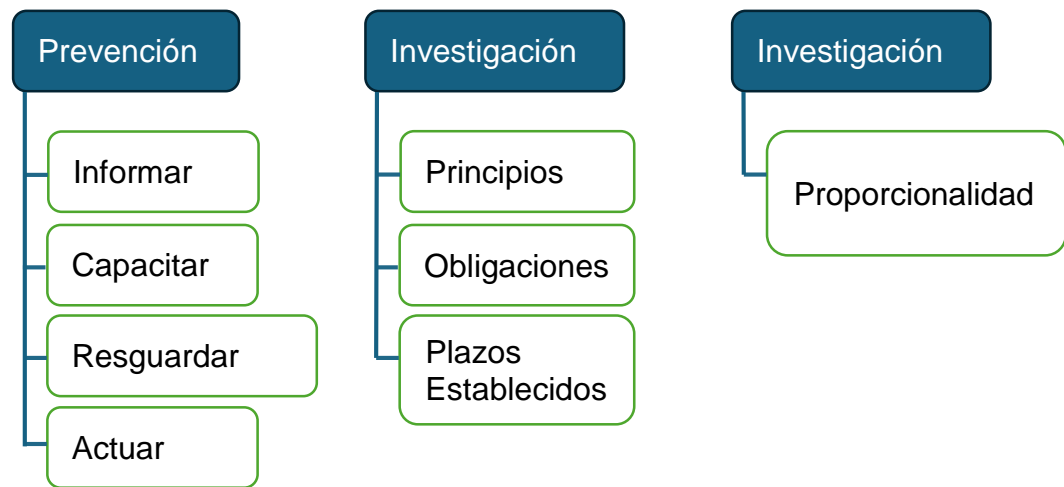 Prevención
Informar
Capacitar
Resguardar
Actuar
Investigación
Principios
Obligaciones
Plazos
Establecidos
Investigación
Proporcionalidad